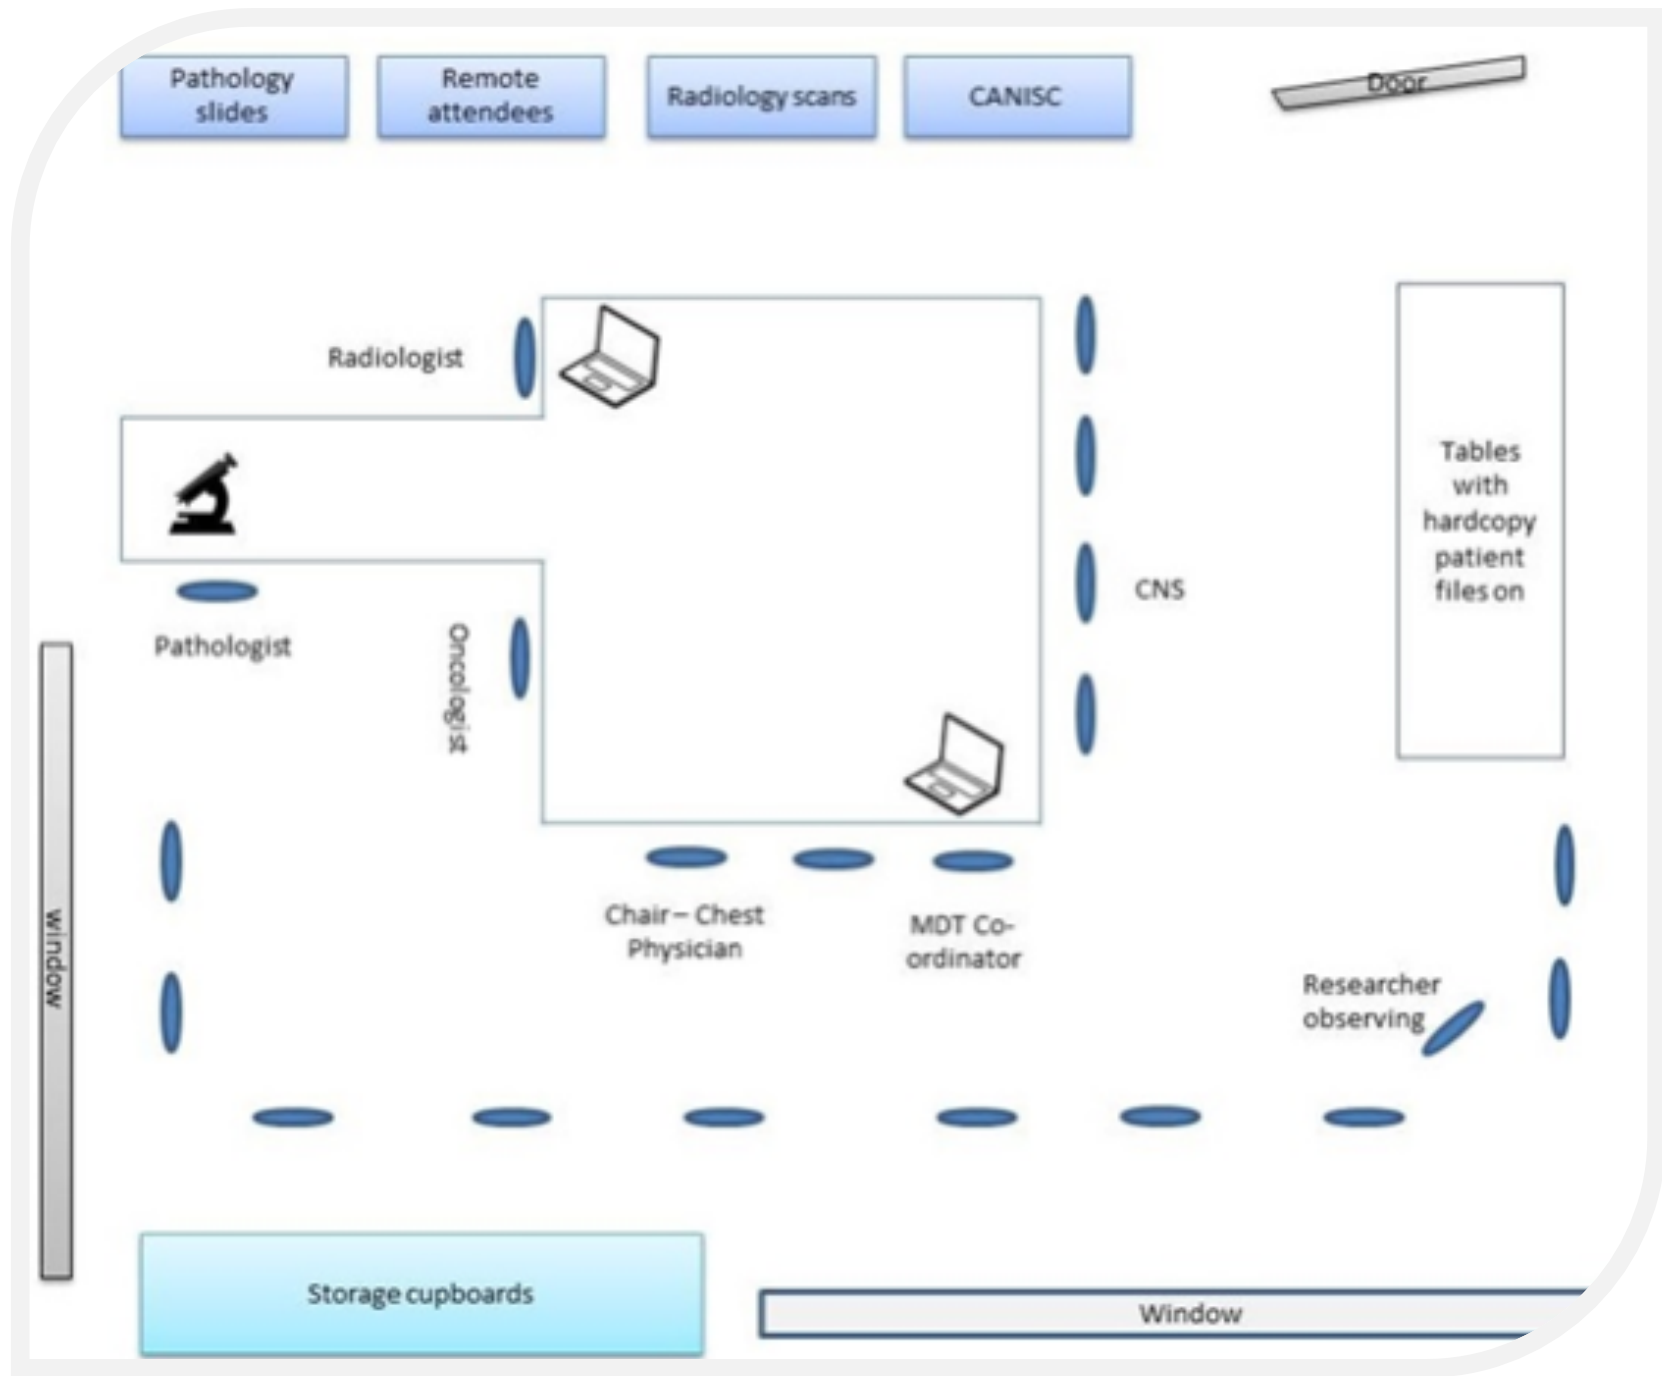 Pathology
slides
Remote
attendees
Radiology scans
CANISC
Door
Radiologist
Tables
with
hardcopy
patient
files on
CNS
Pathologist
Oncologist
window
Chair – Chest
Physician
MDT Co-
ordinator
Researcher
observing
Storage cupboards
Window